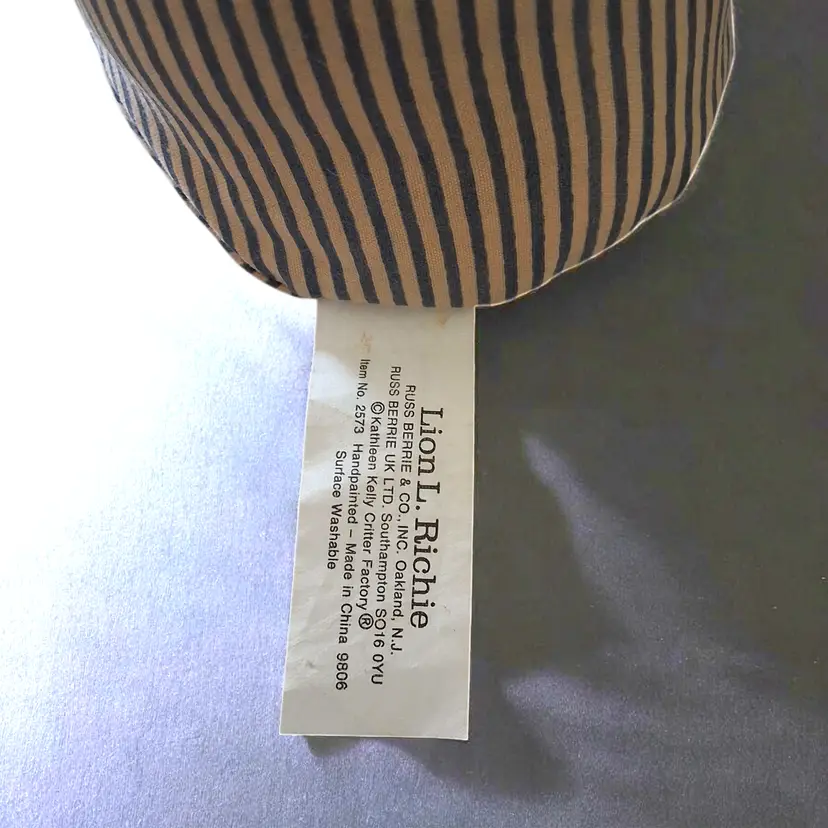 Lion L. Richie
RUSS BERRIE & CO., INC. Oakland, N.J.
RUSS BERRIE UK LTD. Southampton SO16 0YU
©Kathleen Kelly Critter Factory®
Item No. 2573 Handpainted – Made in China 9806
Surface Washable